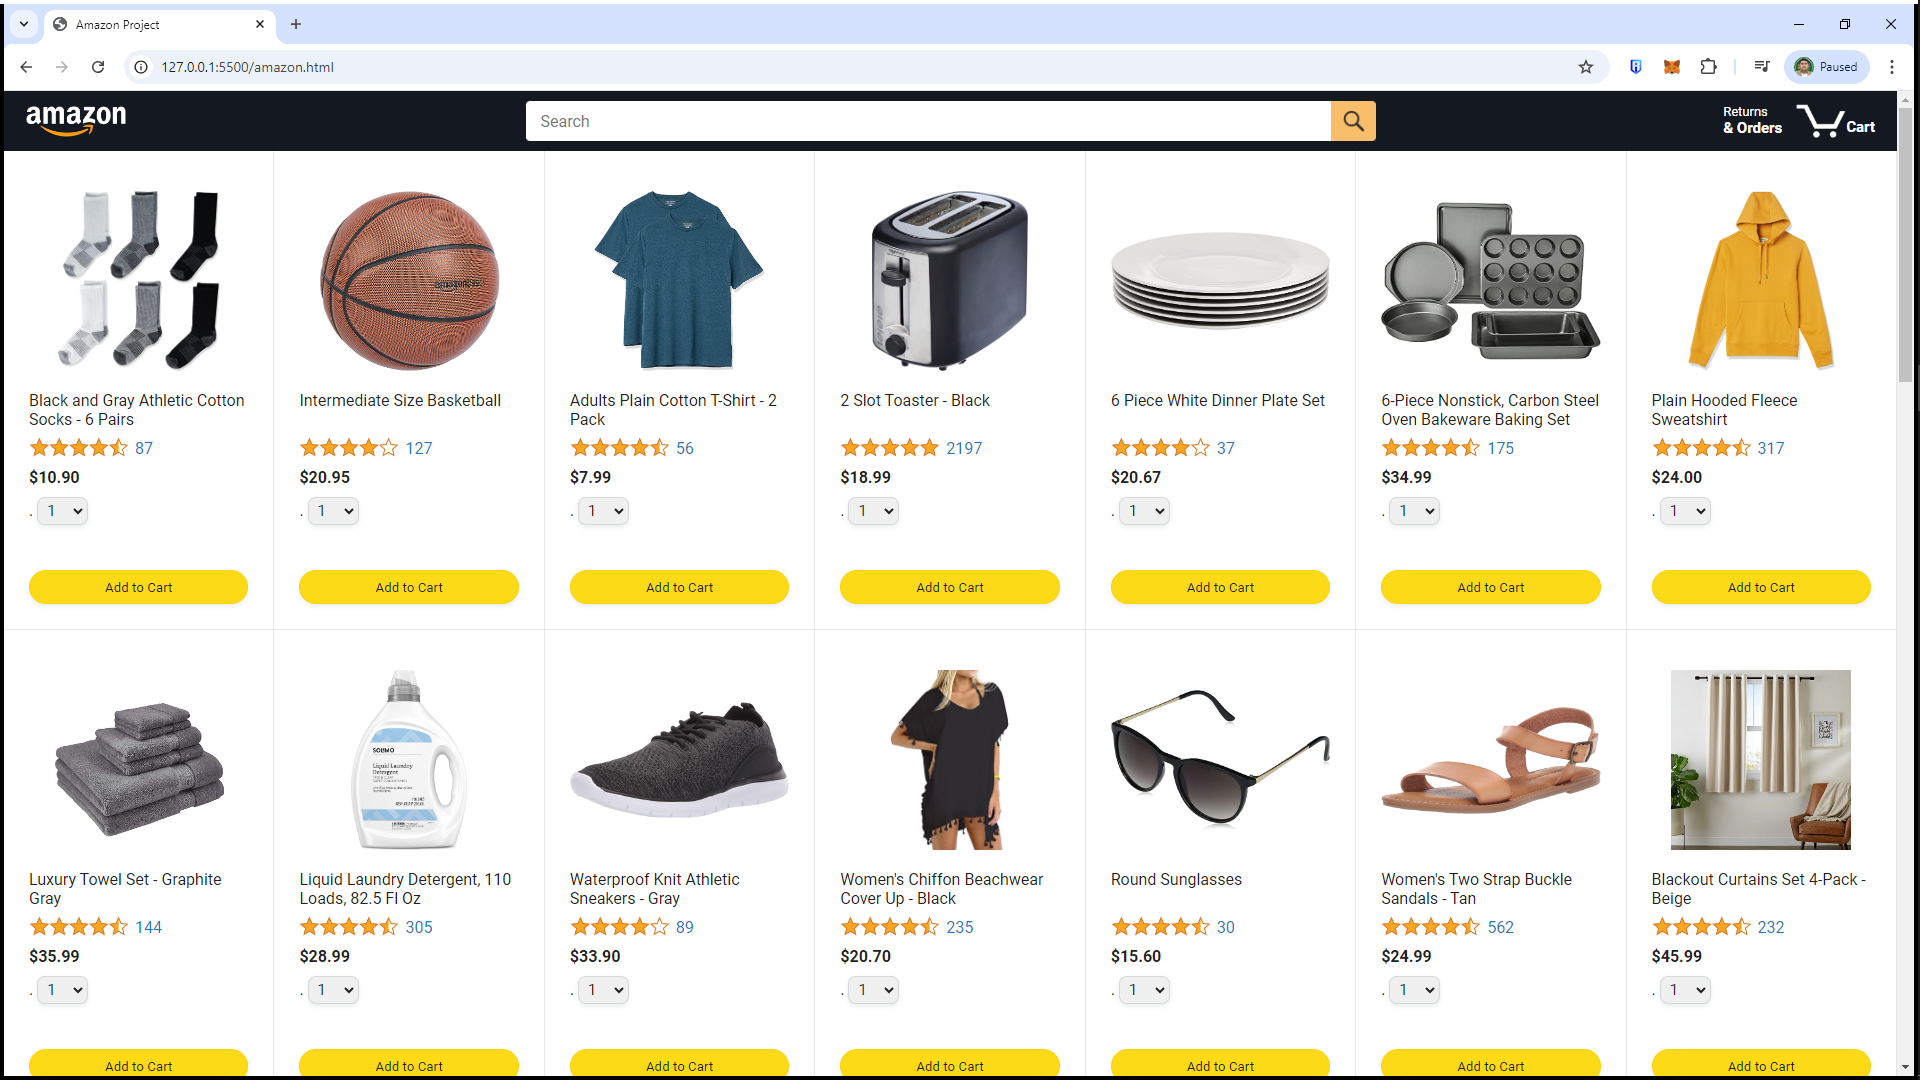 Amazon Project
127.0.0.1:5500/amazon.html
Paused
amazon
Search
Returns
& Orders
Cart
Black and Gray Athletic Cotton
Socks - 6 Pairs
87
$10.90
. 1
Add to Cart
Intermediate Size Basketball
127
$20.95
. 1
Add to Cart
Adults Plain Cotton T-Shirt - 2
Pack
56
$7.99
. 1
Add to Cart
2 Slot Toaster - Black
2197
$18.99
. 1
Add to Cart
6 Piece White Dinner Plate Set
37
$20.67
. 1
Add to Cart
6-Piece Nonstick, Carbon Steel
Oven Bakeware Baking Set
175
$34.99
. 1
Add to Cart
Plain Hooded Fleece
Sweatshirt
317
$24.00
. 1
Add to Cart
Luxury Towel Set - Graphite
Gray
144
$35.99
. 1
Add to Cart
SOLIMO
Liquid Laundry
Detergent
Liquid Laundry Detergent, 110
Loads, 82.5 Fl Oz
305
$28.99
. 1
Add to Cart
Waterproof Knit Athletic
Sneakers - Gray
89
$33.90
. 1
Add to Cart
Women's Chiffon Beachwear
Cover Up - Black
235
$20.70
. 1
Add to Cart
Round Sunglasses
30
$15.60
. 1
Add to Cart
Women's Two Strap Buckle
Sandals - Tan
562
$24.99
. 1
Add to Cart
Blackout Curtains Set 4-Pack -
Beige
232
$45.99
. 1
Add to Cart